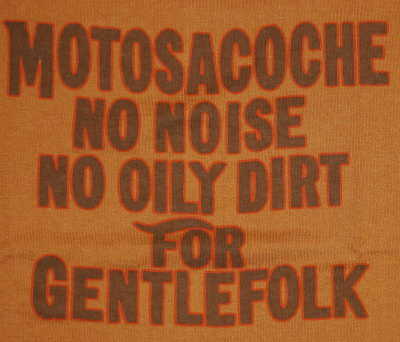 MOTOSACOCHE
NO NOISE
NO OILY DIRT
FOR
GENTLEFOLK